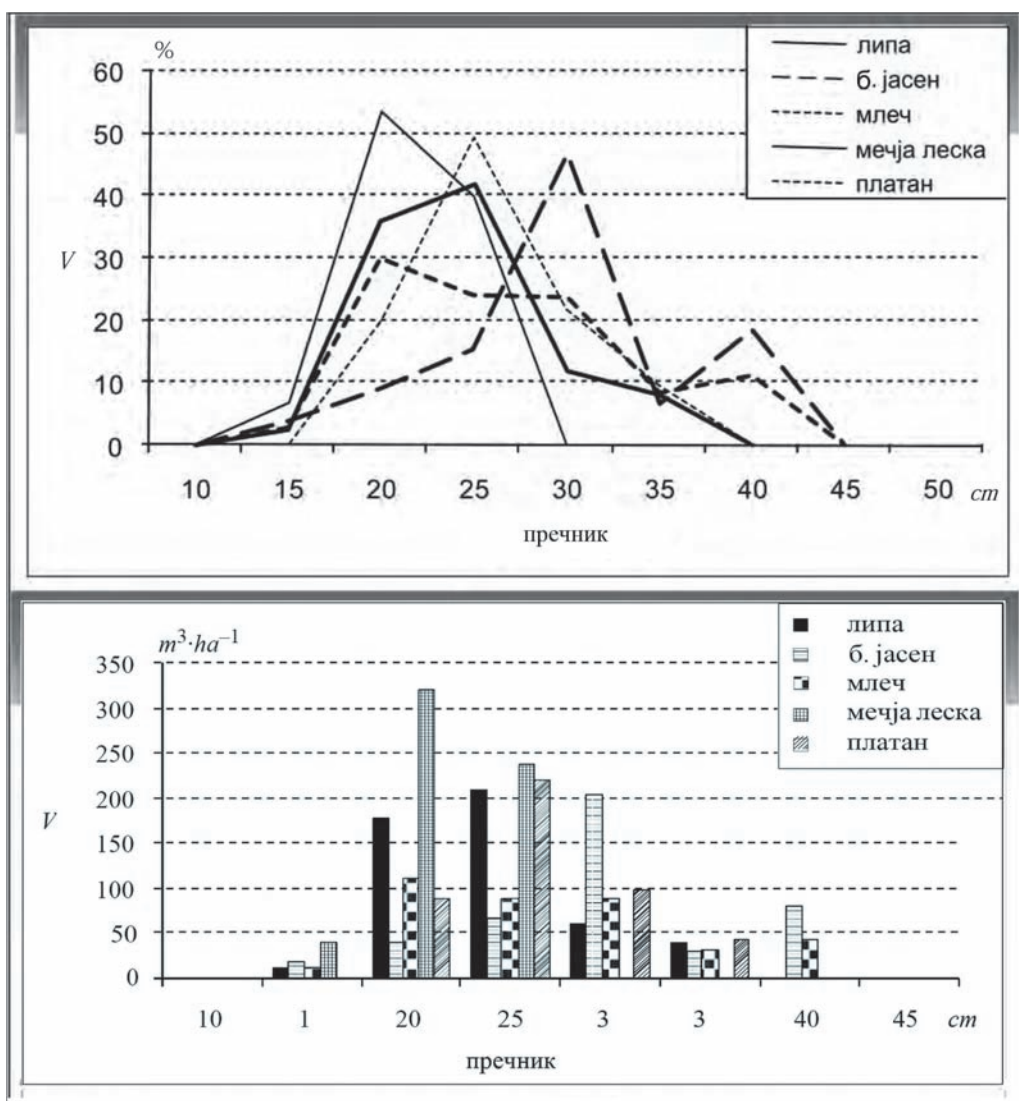 %
60
50
40
30
20
10
0
V
10 15 20 25 30 35 40 45 50 cm
пречник
липа
б. јасен
млеч
мечја леска
платан
m³·ha⁻¹
350
300
250
200
150
100
50
0
V
10 1 20 25 3 3 40 45 cm
пречник
липа
б. јасен
млеч
мечја леска
платан